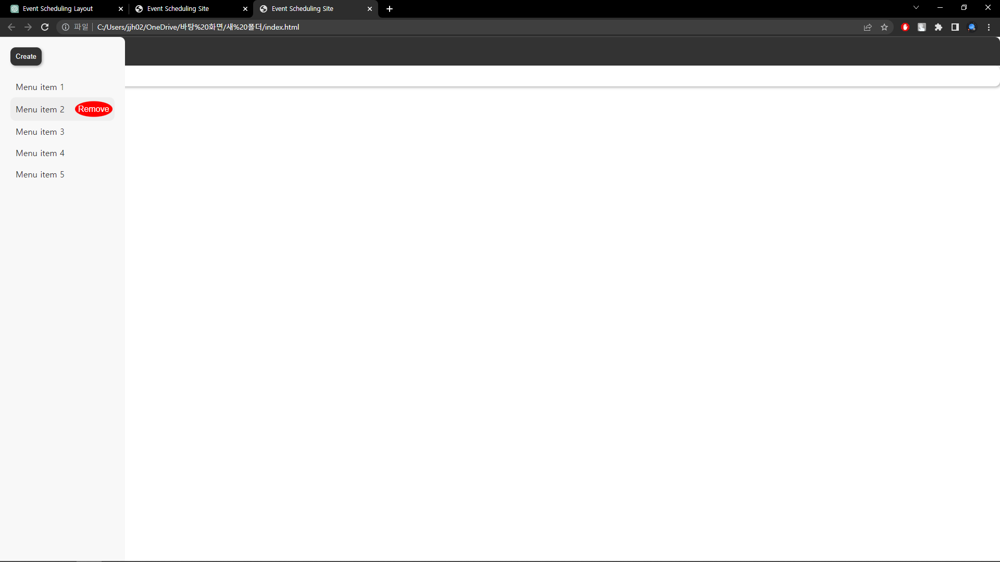 Event Scheduling Layout
Event Scheduling Site
Event Scheduling Site
파일
C:/Users/jjh02/OneDrive/바탕%20화면/새%20폴더/index.html
Create
Menu item 1
Menu item 2
Remove
Menu item 3
Menu item 4
Menu item 5